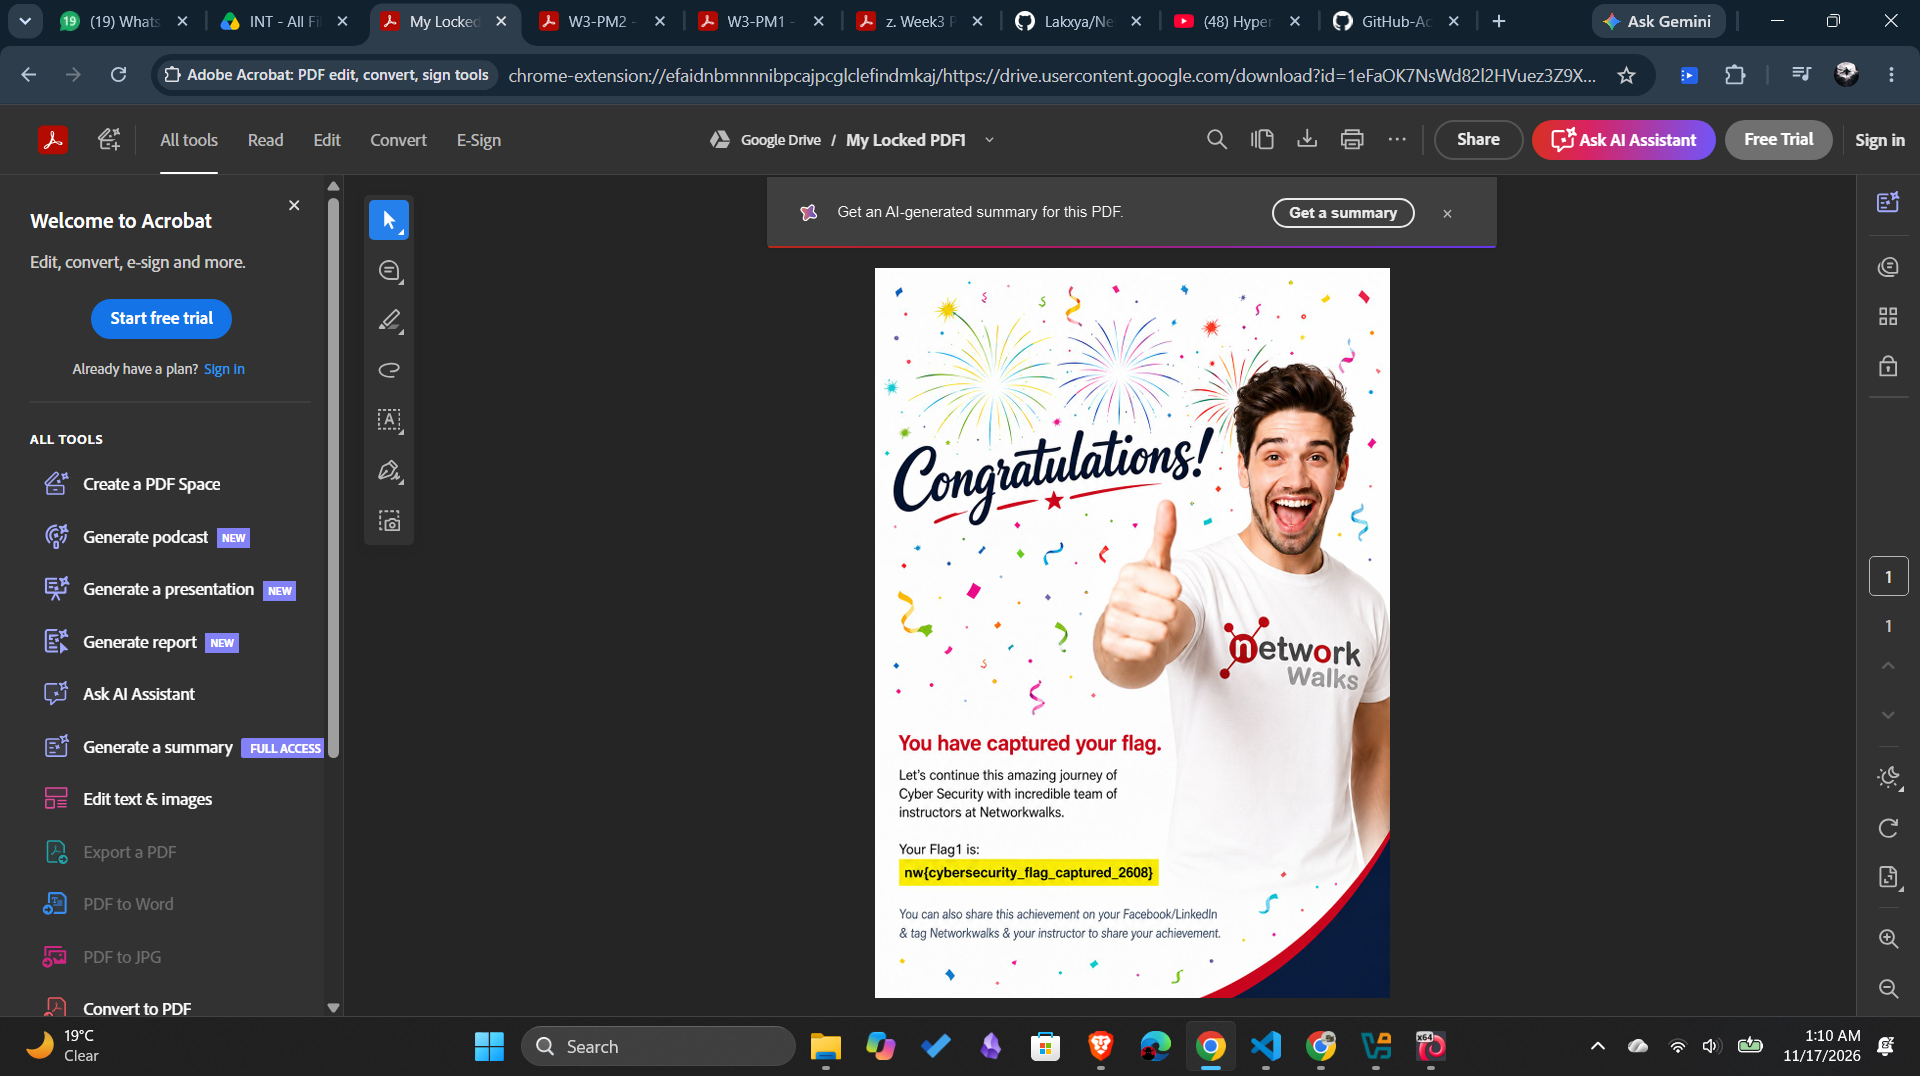 (19) Whats
INT - All Fil
My Locked
W3-PM2 -
W3-PM1 -
z. Week3 P
Lakxya/Ne
(48) Hyper
GitHub-Ac
Ask Gemini
Adobe Acrobat: PDF edit, convert, sign tools
chrome-extension://efaidnbmnnnibpcajpcglclefindmkaj/https://drive.usercontent.google.com/download?id=1eFaOK7NsWd82l2HVuez3Z9X...
All tools
Read
Edit
Convert
E-Sign
Google Drive / My Locked PDF1
Share
Ask AI Assistant
Free Trial
Sign in
Welcome to Acrobat
Edit, convert, e-sign and more.
Start free trial
Already have a plan? Sign in
ALL TOOLS
Create a PDF Space
Generate podcast NEW
Generate a presentation NEW
Generate report NEW
Ask AI Assistant
Generate a summary FULL ACCESS
Edit text & images
Export a PDF
PDF to Word
PDF to JPG
Convert to PDF
Get an AI-generated summary for this PDF.
Get a summary
Congratulations!
network
Walks
You have captured your flag.
Let's continue this amazing journey of
Cyber Security with incredible team of
instructors at Networkwalks.
Your Flag1 is:
nw{cybersecurity_flag_captured_2608}
You can also share this achievement on your Facebook/LinkedIn
& tag Networkwalks & your instructor to share your achievement.
1
1
19°C
Clear
Search
X64
1:10 AM
11/17/2026